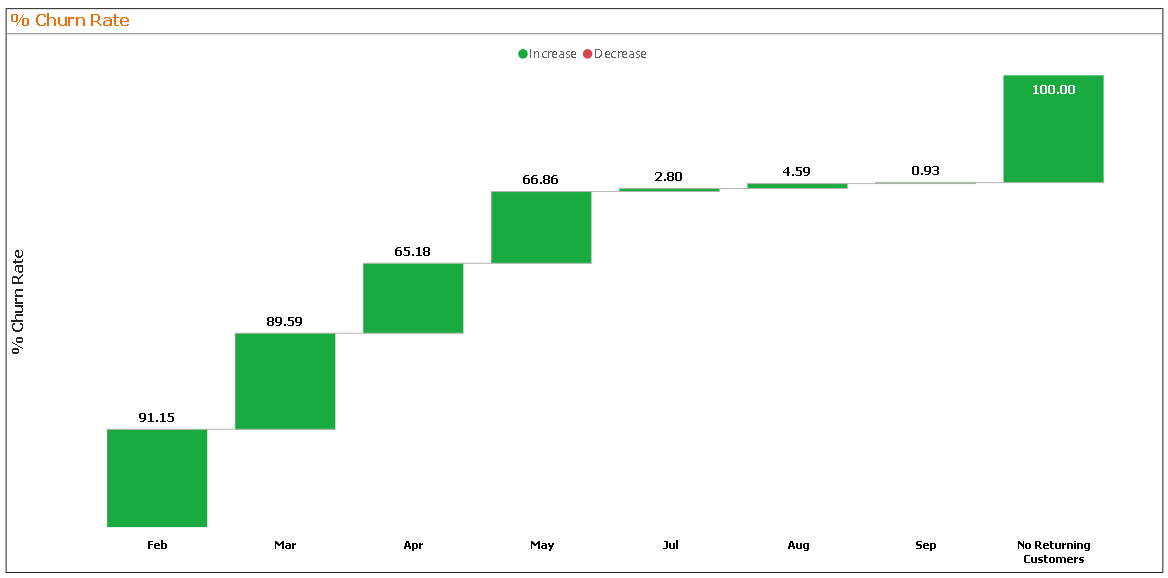 % Churn Rate
Increase Decrease
100.00
0.93
4.59
2.80
66.86
65.18
89.59
91.15
% Churn Rate
Feb Mar Apr May Jul Aug Sep No Returning
Customers